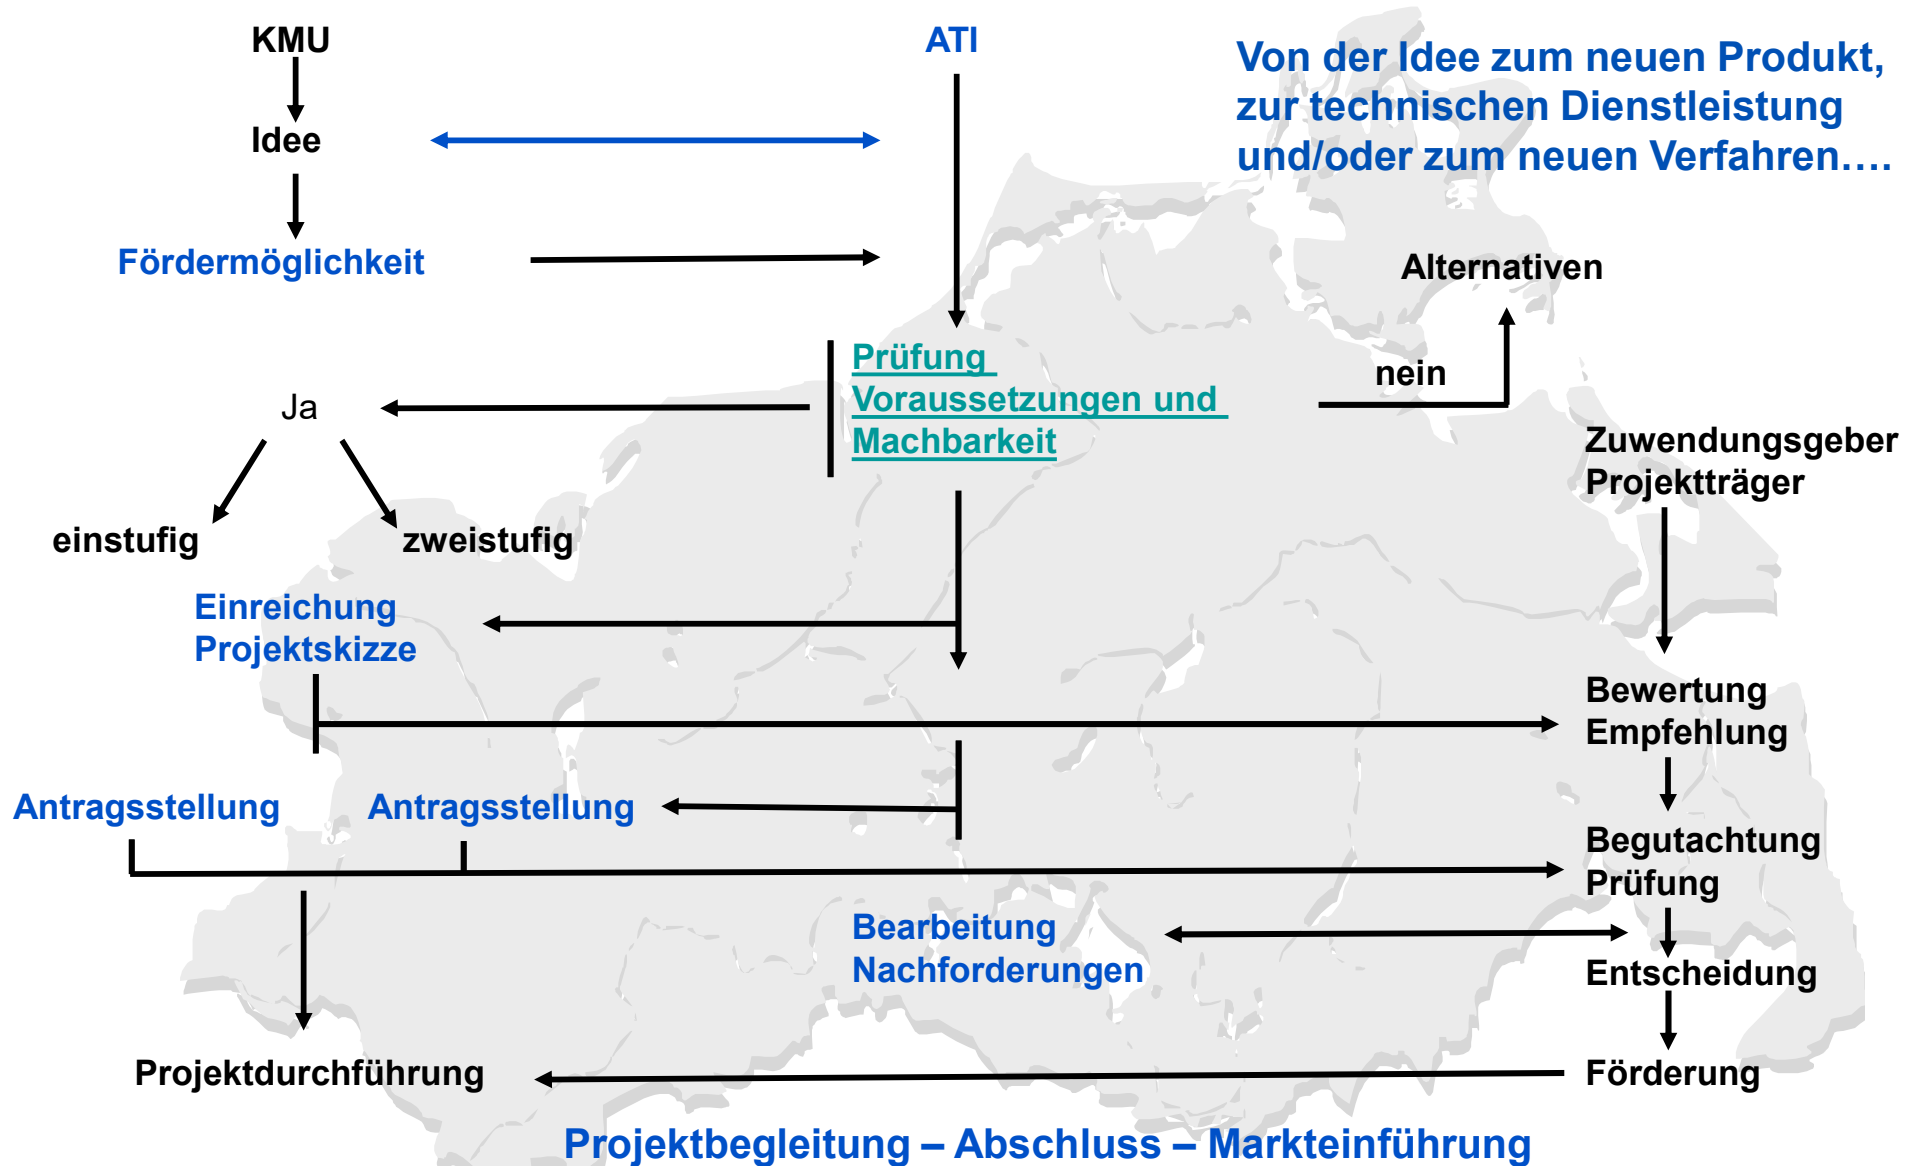 KMU
ATI
Von der Idee zum neuen Produkt,
zur technischen Dienstleistung
und/oder zum neuen Verfahren….
Idee
Fördermöglichkeit
Alternativen
Prüfung
Voraussetzungen und
Machbarkeit
nein
Ja
Zuwendungsgeber
Projektträger
einstufig
zweistufig
Einreichung
Projektskizze
Bewertung
Empfehlung
Antragsstellung
Antragsstellung
Begutachtung
Prüfung
Bearbeitung
Nachforderungen
Entscheidung
Projektdurchführung
Förderung
Projektbegleitung – Abschluss – Markteinführung